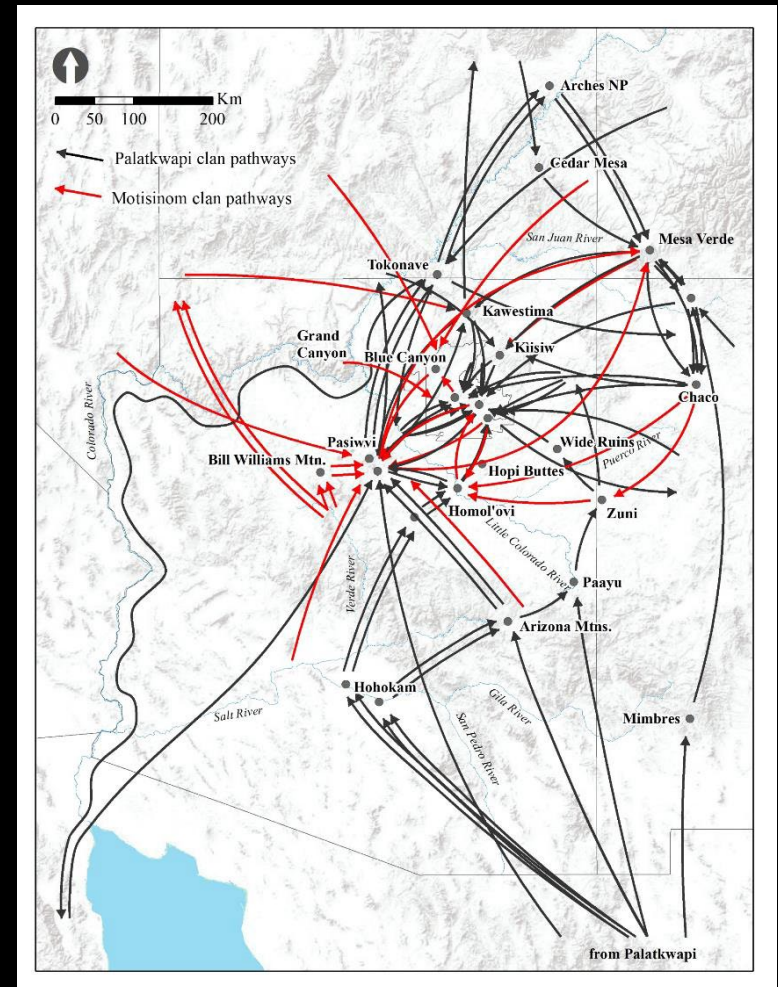 Km
0 50 100 200
Palatkwapi clan pathways
Motisinom clan pathways
Arches NP
Cedar Mesa
San Juan River
Mesa Verde
Tokonave
Kawestima
Grand
Canyon
Blue Canyon
Kiisiw
Chaco
Colorado River
Pasiwvi
Bill Williams Mtn.
Wide Ruins
Puerco River
Hopi Buttes
Homol'ovi
Zuni
Little Colorado River
Verde River
Paayu
Arizona Mtns.
Hohokam
Gila River
Salt River
San Pedro River
Mimbres
from Palatkwapi